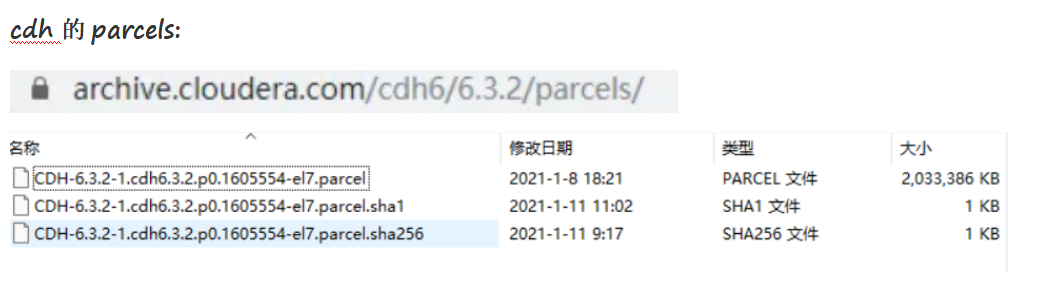 cdh 的 parcels:
archive.cloudera.com/cdh6/6.3.2/parcels/
名称 修改日期 类型 大小
CDH-6.3.2-1.cdh6.3.2.p0.1605554-el7.parcel 2021-1-8 18:21 PARCEL 文件 2,033,386 KB
CDH-6.3.2-1.cdh6.3.2.p0.1605554-el7.parcel.sha1 2021-1-11 11:02 SHA1 文件 1 KB
CDH-6.3.2-1.cdh6.3.2.p0.1605554-el7.parcel.sha256 2021-1-11 9:17 SHA256 文件 1 KB